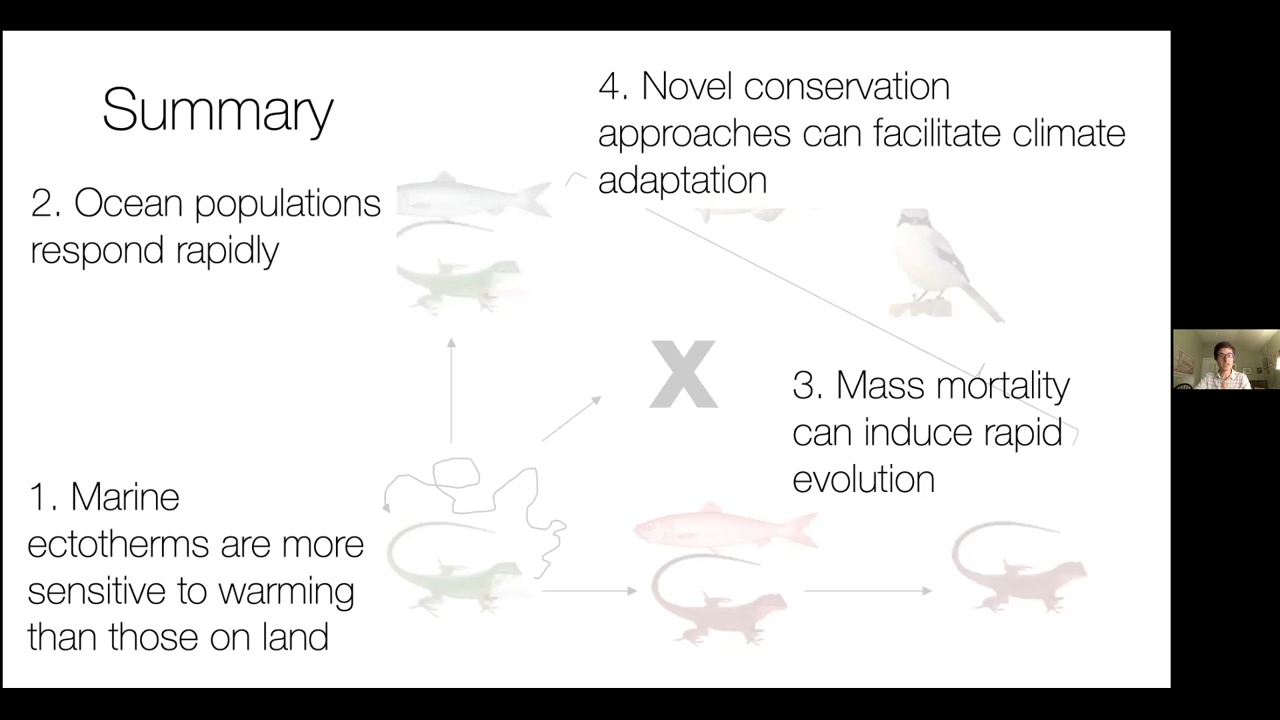 Summary
1. Marine
ectotherms are more
sensitive to warming
than those on land
2. Ocean populations
respond rapidly
3. Mass mortality
can induce rapid
evolution
4. Novel conservation
approaches can facilitate climate
adaptation
X